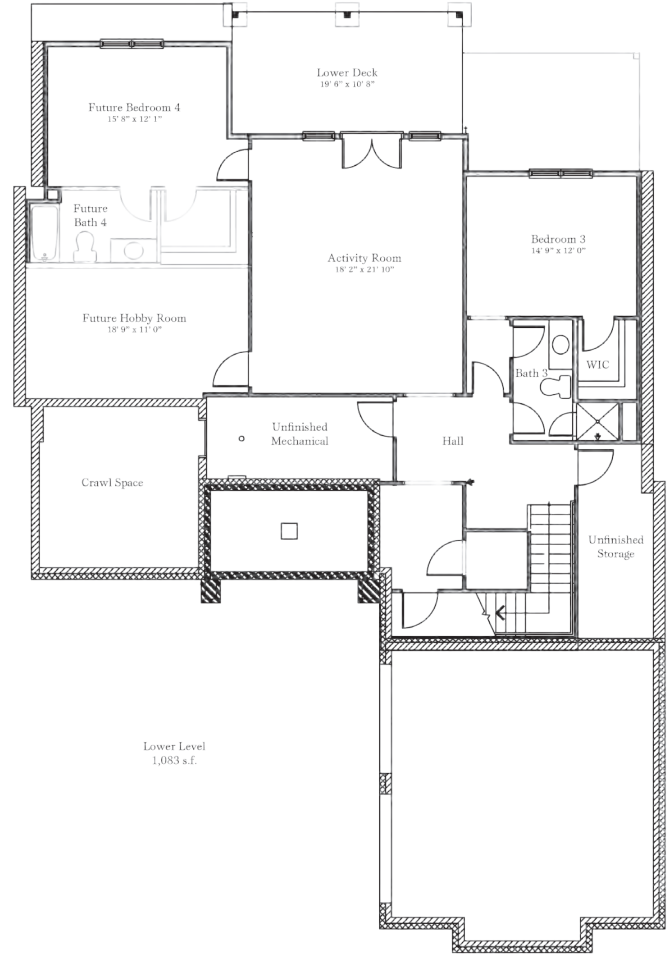 Lower Deck
19' 6" x 10' 8"
Future Bedroom 4
15' 8" x 12' 1"
Future
Bath 4
Bedroom 3
14' 9" x 12' 0"
Activity Room
18' 2" x 21' 10"
Future Hobby Room
18' 9" x 11' 0"
WIC
Bath 3
Unfinished
Mechanical
Hall
Crawl Space
Unfinished
Storage
Lower Level
1,083 s.f.